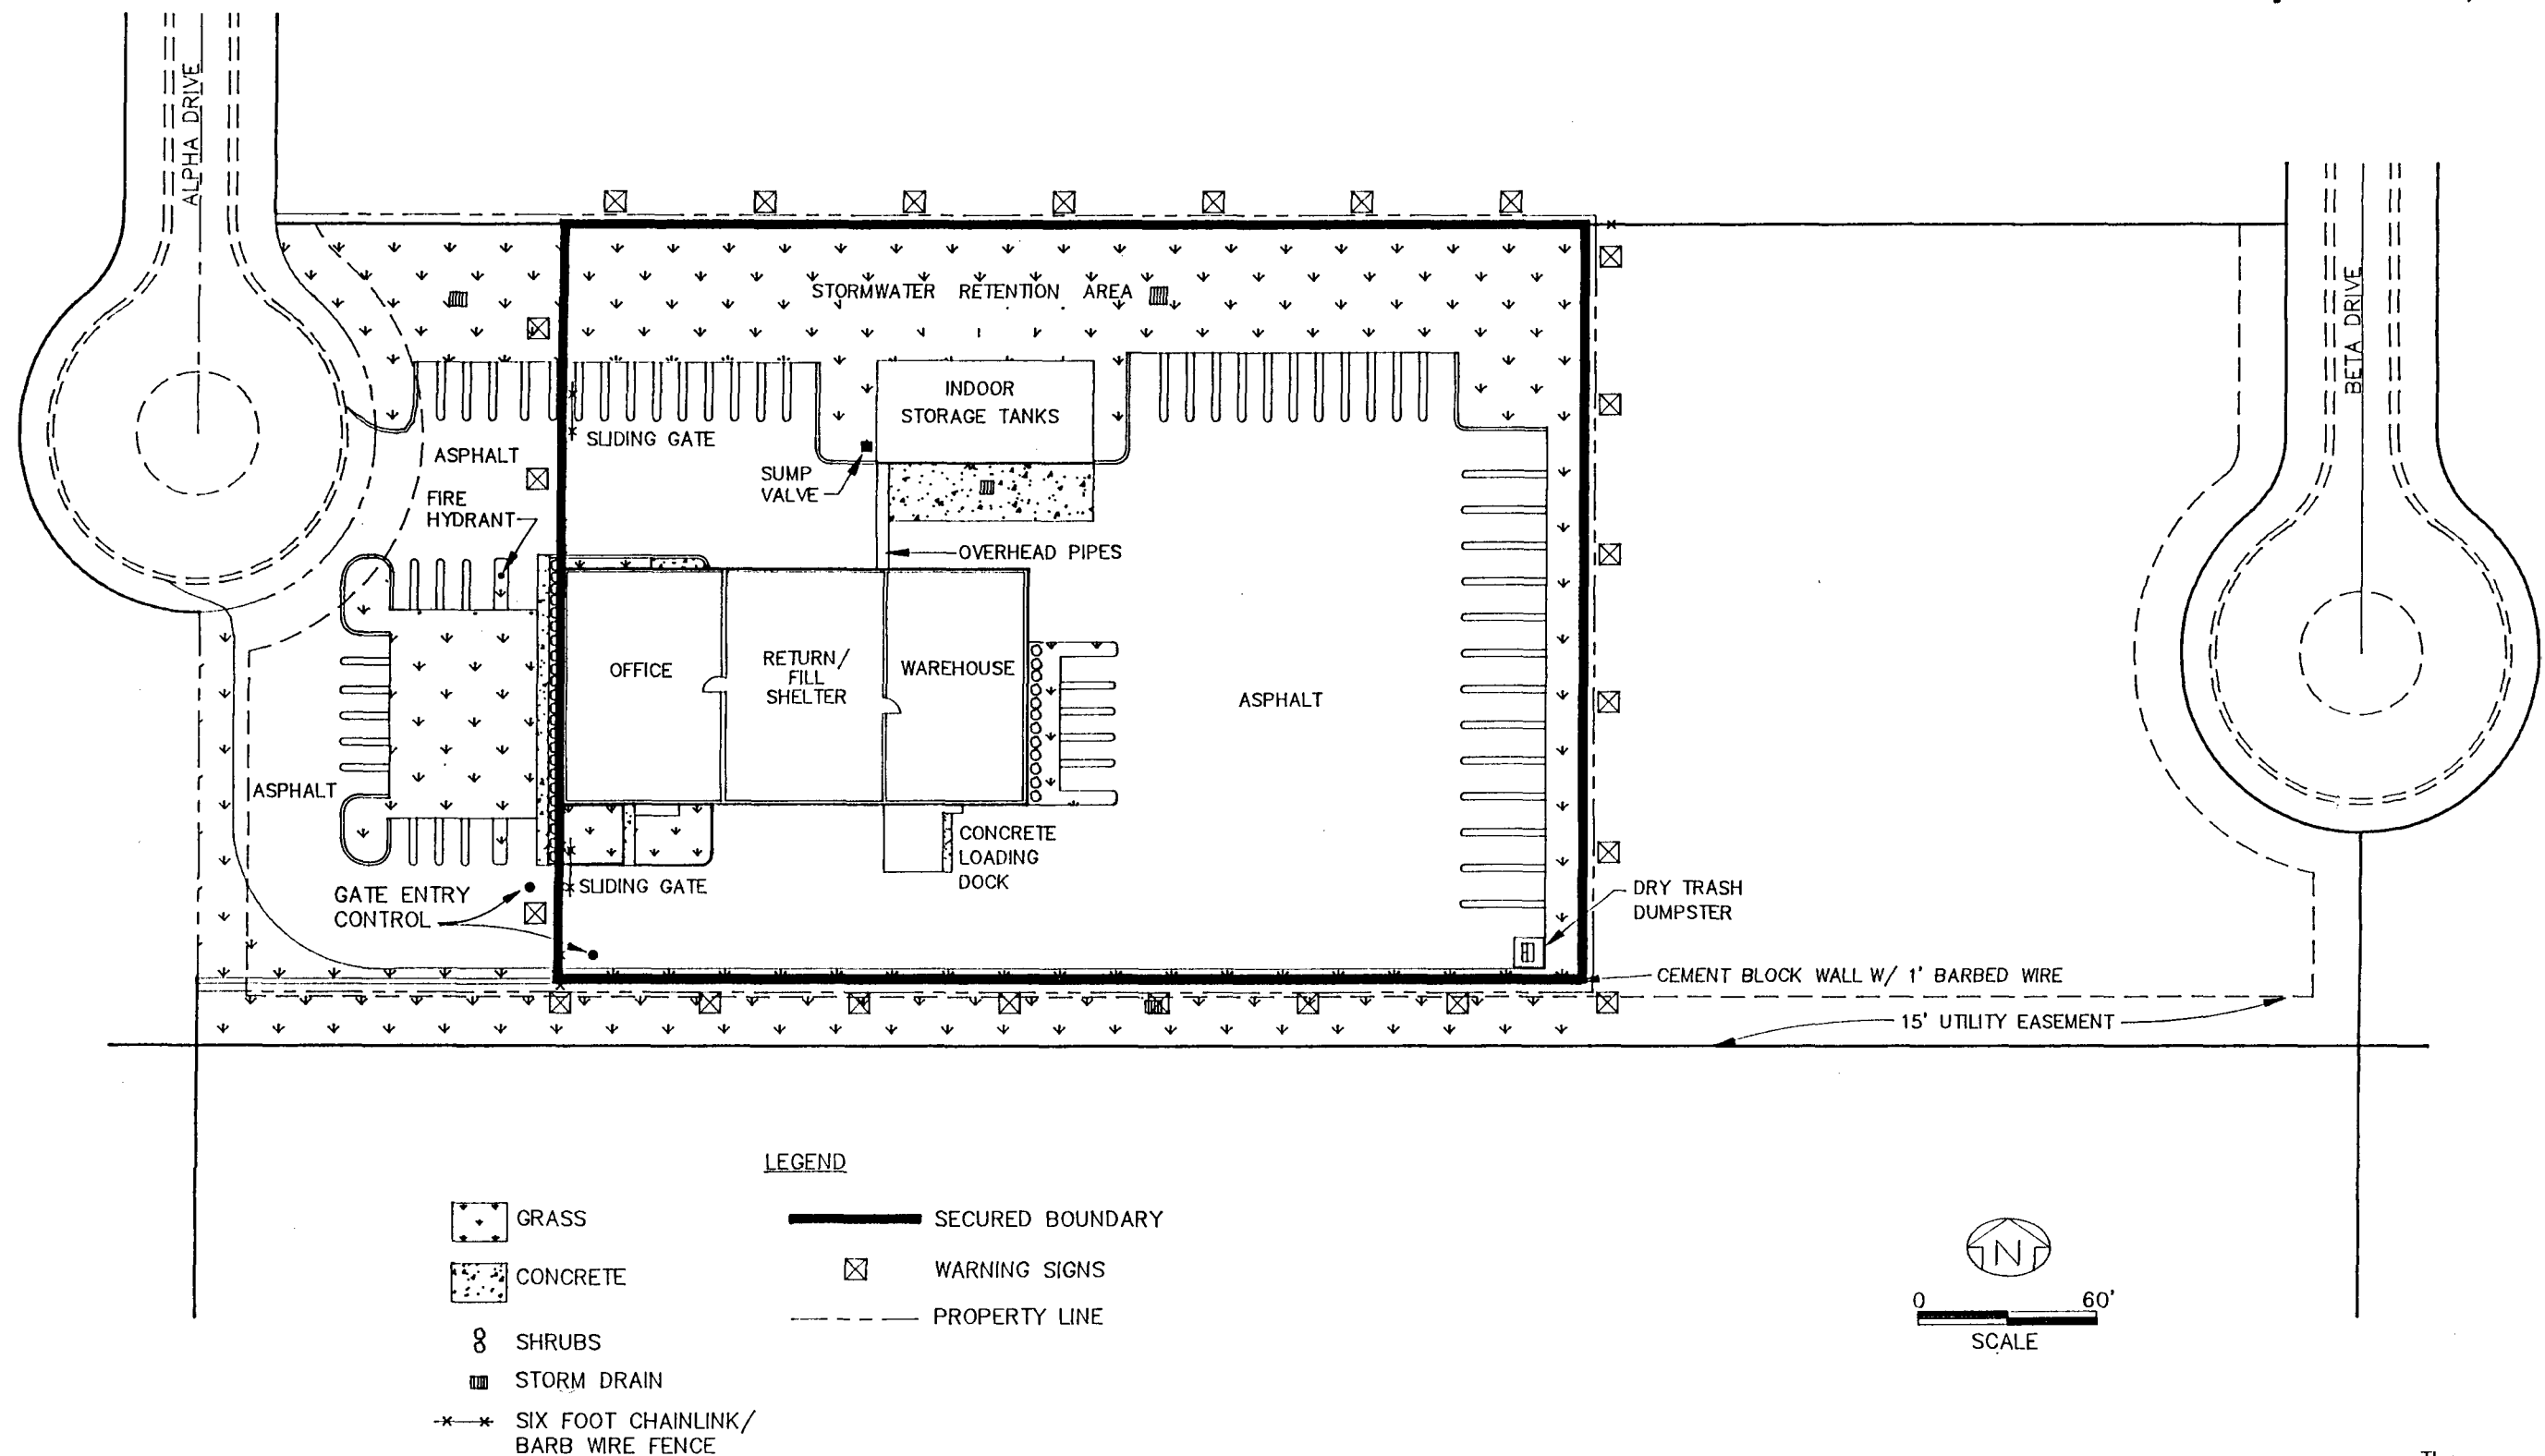 ALPHA DRIVE
BETA DRIVE
STORMWATER RETENTION AREA
INDOOR
STORAGE TANKS
SLIDING GATE
ASPHALT
SUMP
VALVE
FIRE
HYDRANT
OVERHEAD PIPES
OFFICE
RETURN/
FILL
SHELTER
WAREHOUSE
ASPHALT
ASPHALT
CONCRETE
LOADING
DOCK
SLIDING GATE
GATE ENTRY
CONTROL
DRY TRASH
DUMPSTER
CEMENT BLOCK WALL W/ 1' BARBED WIRE
15' UTILITY EASEMENT
LEGEND
GRASS
CONCRETE
SHRUBS
STORM DRAIN
SIX FOOT CHAINLINK/
BARB WIRE FENCE
SECURED BOUNDARY
WARNING SIGNS
PROPERTY LINE
N
0 60'
SCALE